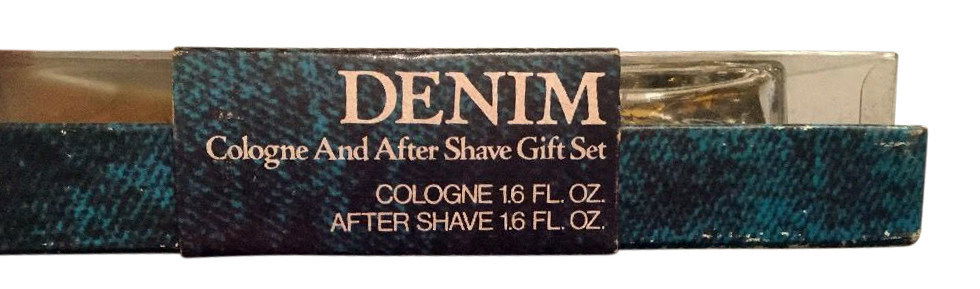 DENIM
Cologne And After Shave Gift Set
COLOGNE 1.6 FL. OZ.
AFTER SHAVE 1.6 FL. OZ.